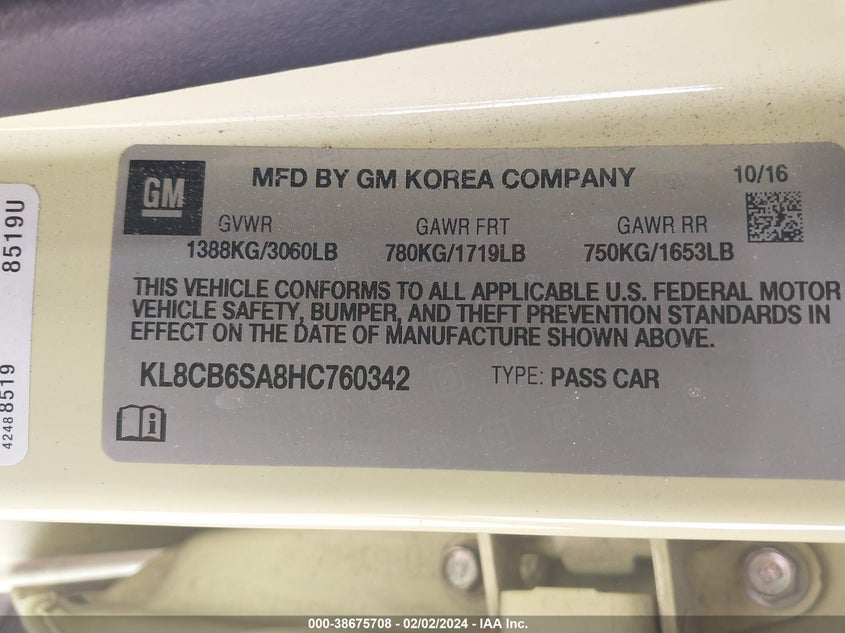 GM
MFD BY GM KOREA COMPANY 10/16
GVWR GAWR FRT GAWR RR
1388KG/3060LB 780KG/1719LB 750KG/1653LB
THIS VEHICLE CONFORMS TO ALL APPLICABLE U.S. FEDERAL MOTOR
VEHICLE SAFETY, BUMPER, AND THEFT PREVENTION STANDARDS IN
EFFECT ON THE DATE OF MANUFACTURE SHOWN ABOVE.
KL8CB6SA8HC760342 TYPE: PASS CAR
8519U
42488519
000-38675708 - 02/02/2024 - IAA Inc.